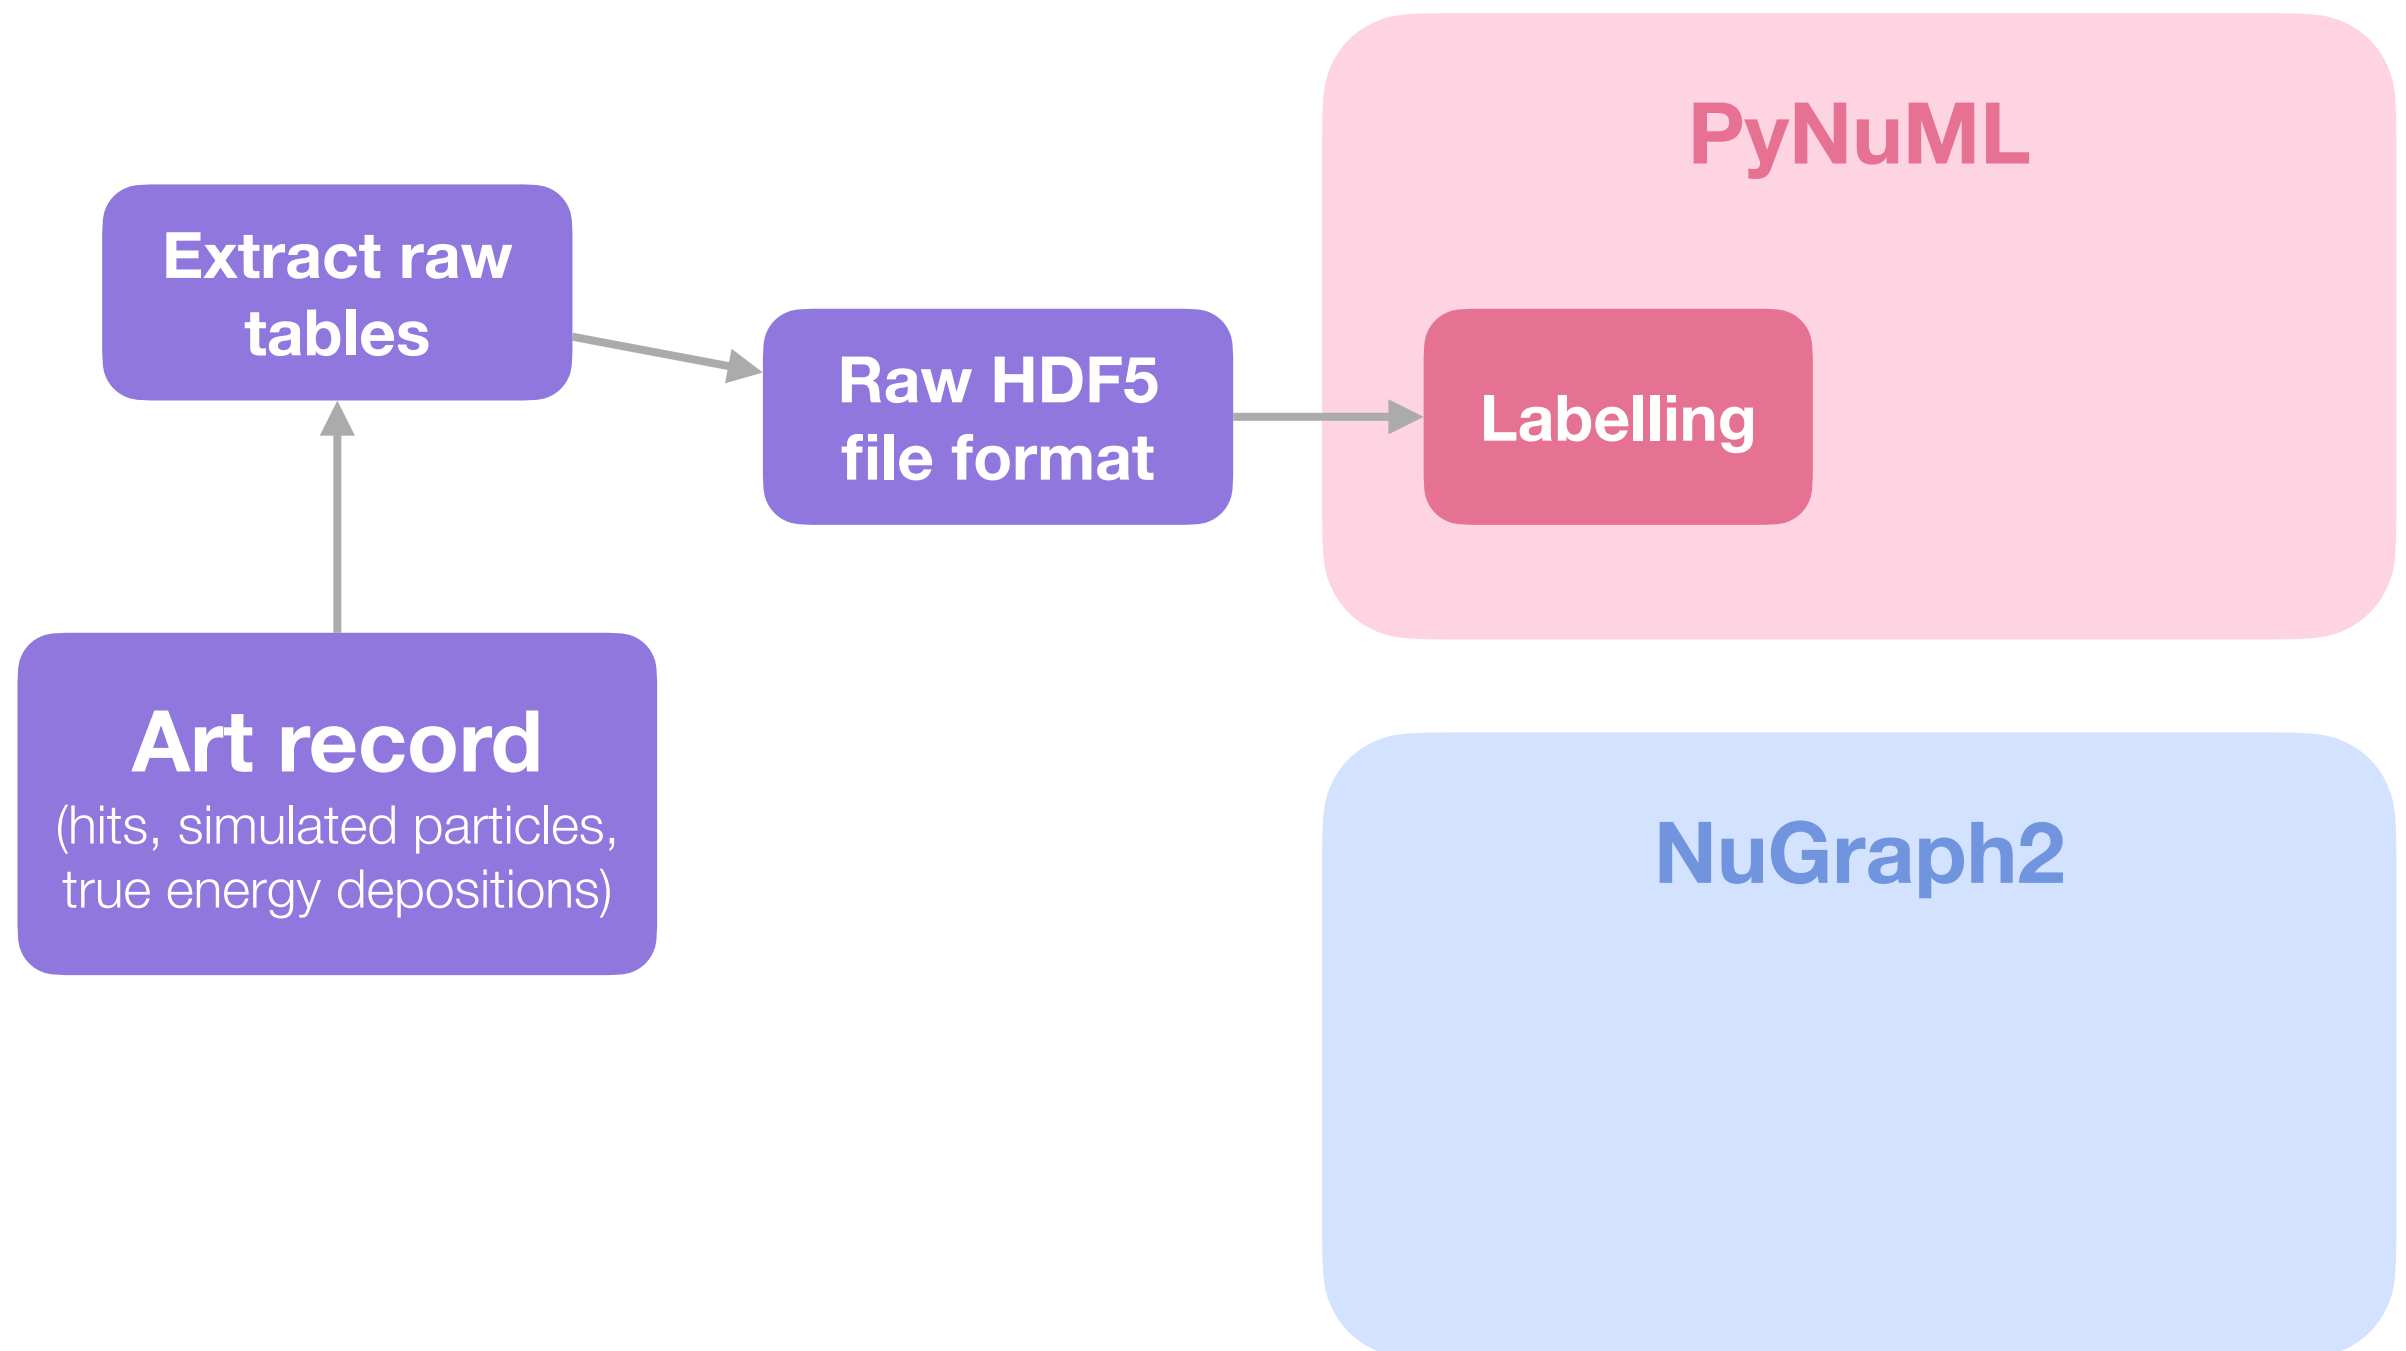 PyNuML
Extract raw
tables
Raw HDF5
file format
Labelling
Art record
(hits, simulated particles,
true energy depositions)
NuGraph2